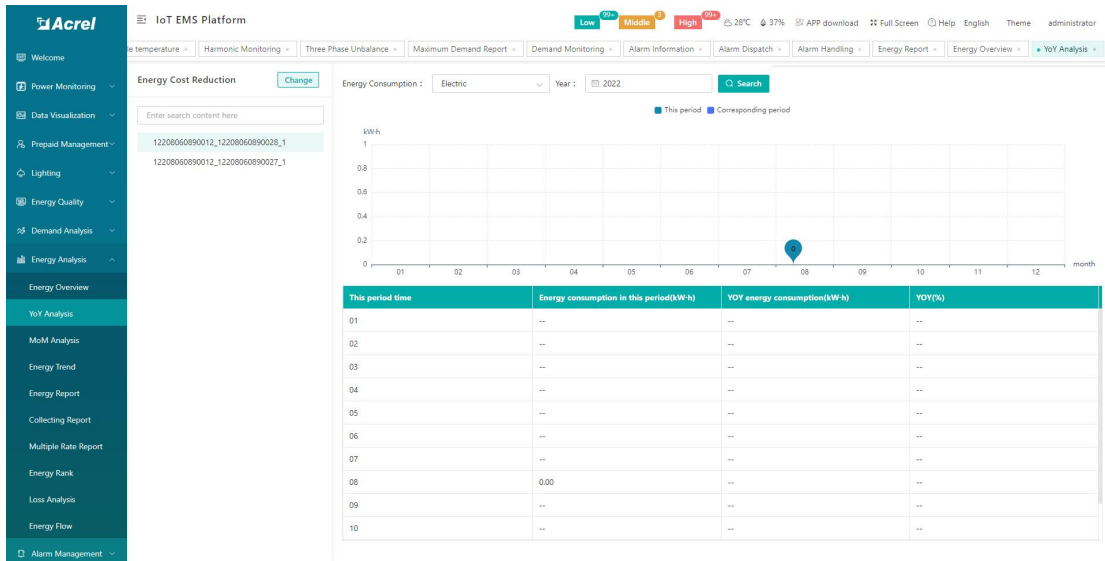 Acrel
IoT EMS Platform
Low 99+ Middle 3 High 99+ 28°C 37% APP download Full Screen Help English Theme administrator
le temperature × Harmonic Monitoring × Three Phase Unbalance × Maximum Demand Report × Demand Monitoring × Alarm Information × Alarm Dispatch × Alarm Handling × Energy Report × Energy Overview × YoY Analysis ×
Welcome
Power Monitoring
Data Visualization
Prepaid Management
Lighting
Energy Quality
Demand Analysis
Energy Analysis
Energy Overview
YoY Analysis
MoM Analysis
Energy Trend
Energy Report
Collecting Report
Multiple Rate Report
Energy Rank
Loss Analysis
Energy Flow
Alarm Management
Energy Cost Reduction Change
Enter search content here
12208060890012_12208060890028_1
12208060890012_12208060890027_1
Energy Consumption : Electric Year : 2022 Search
This period Corresponding period
kW·h
1
0.8
0.6
0.4
0.2
0
0
01 02 03 04 05 06 07 08 09 10 11 12 month
This period time Energy consumption in this period(kW·h) YOY energy consumption(kW·h) YOY(%)
01 -- -- --
02 -- -- --
03 -- -- --
04 -- -- --
05 -- -- --
06 -- -- --
07 -- -- --
08 0.00 -- --
09 -- -- --
10 -- -- --